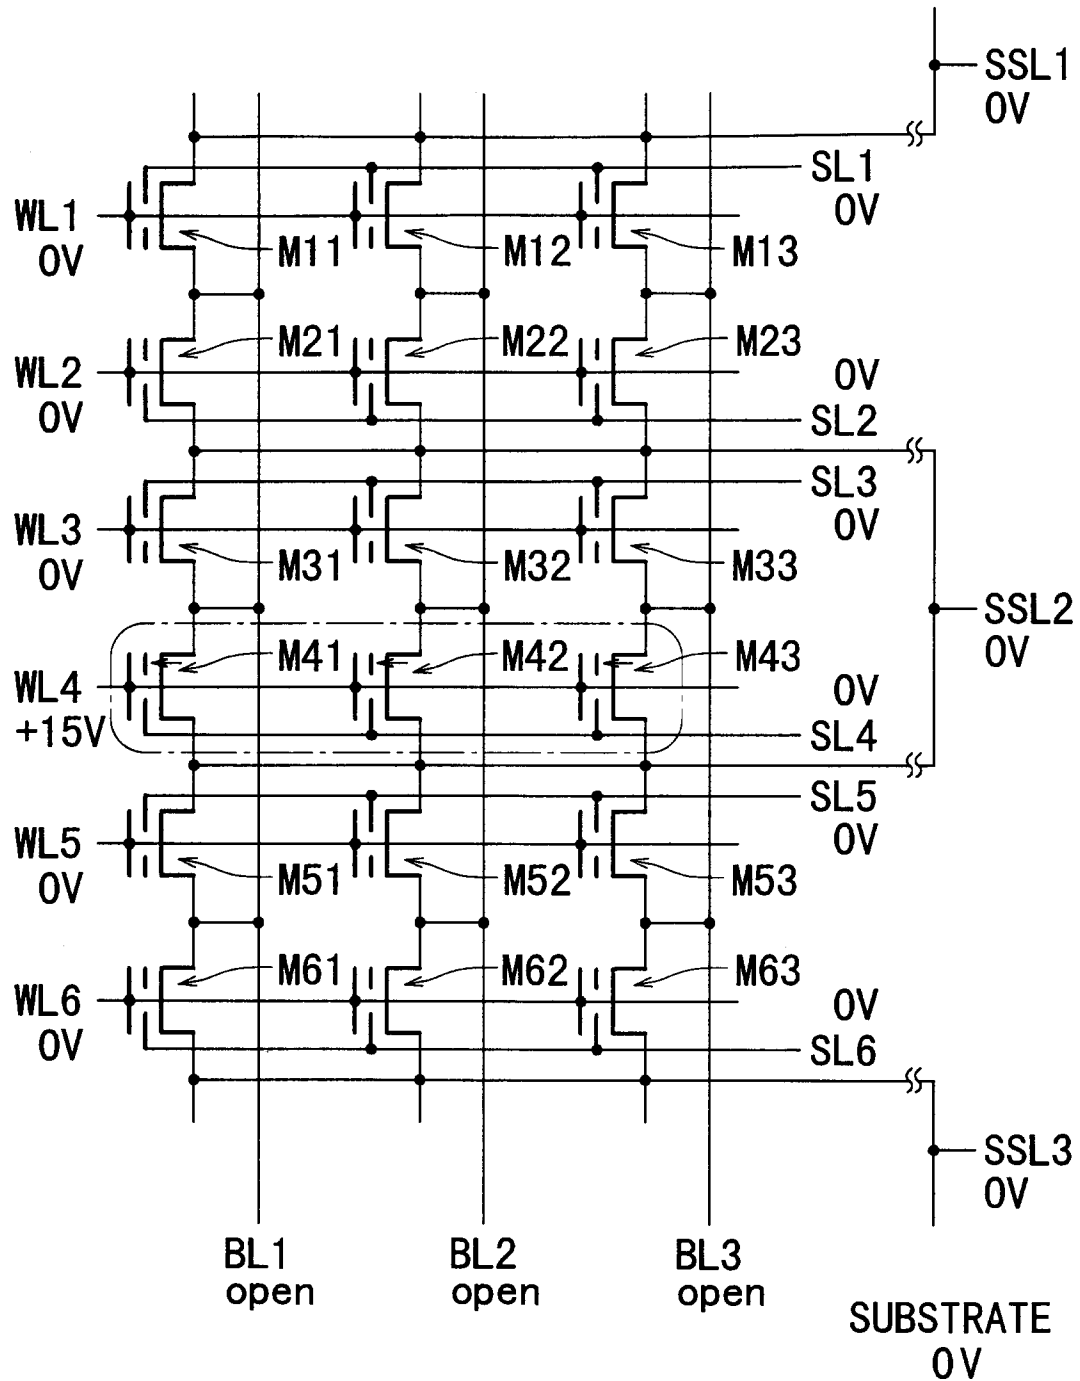 SSL1
0V
SL1
0V
WL1
0V
M11
M12
M13
M21
M22
M23
WL2
0V
0V
SL2
SL3
0V
WL3
0V
M31
M32
M33
SSL2
0V
M41
M42
M43
WL4
+15V
0V
SL4
SL5
0V
WL5
0V
M51
M52
M53
M61
M62
M63
WL6
0V
0V
SL6
SSL3
0V
BL1
open
BL2
open
BL3
open
SUBSTRATE
0V